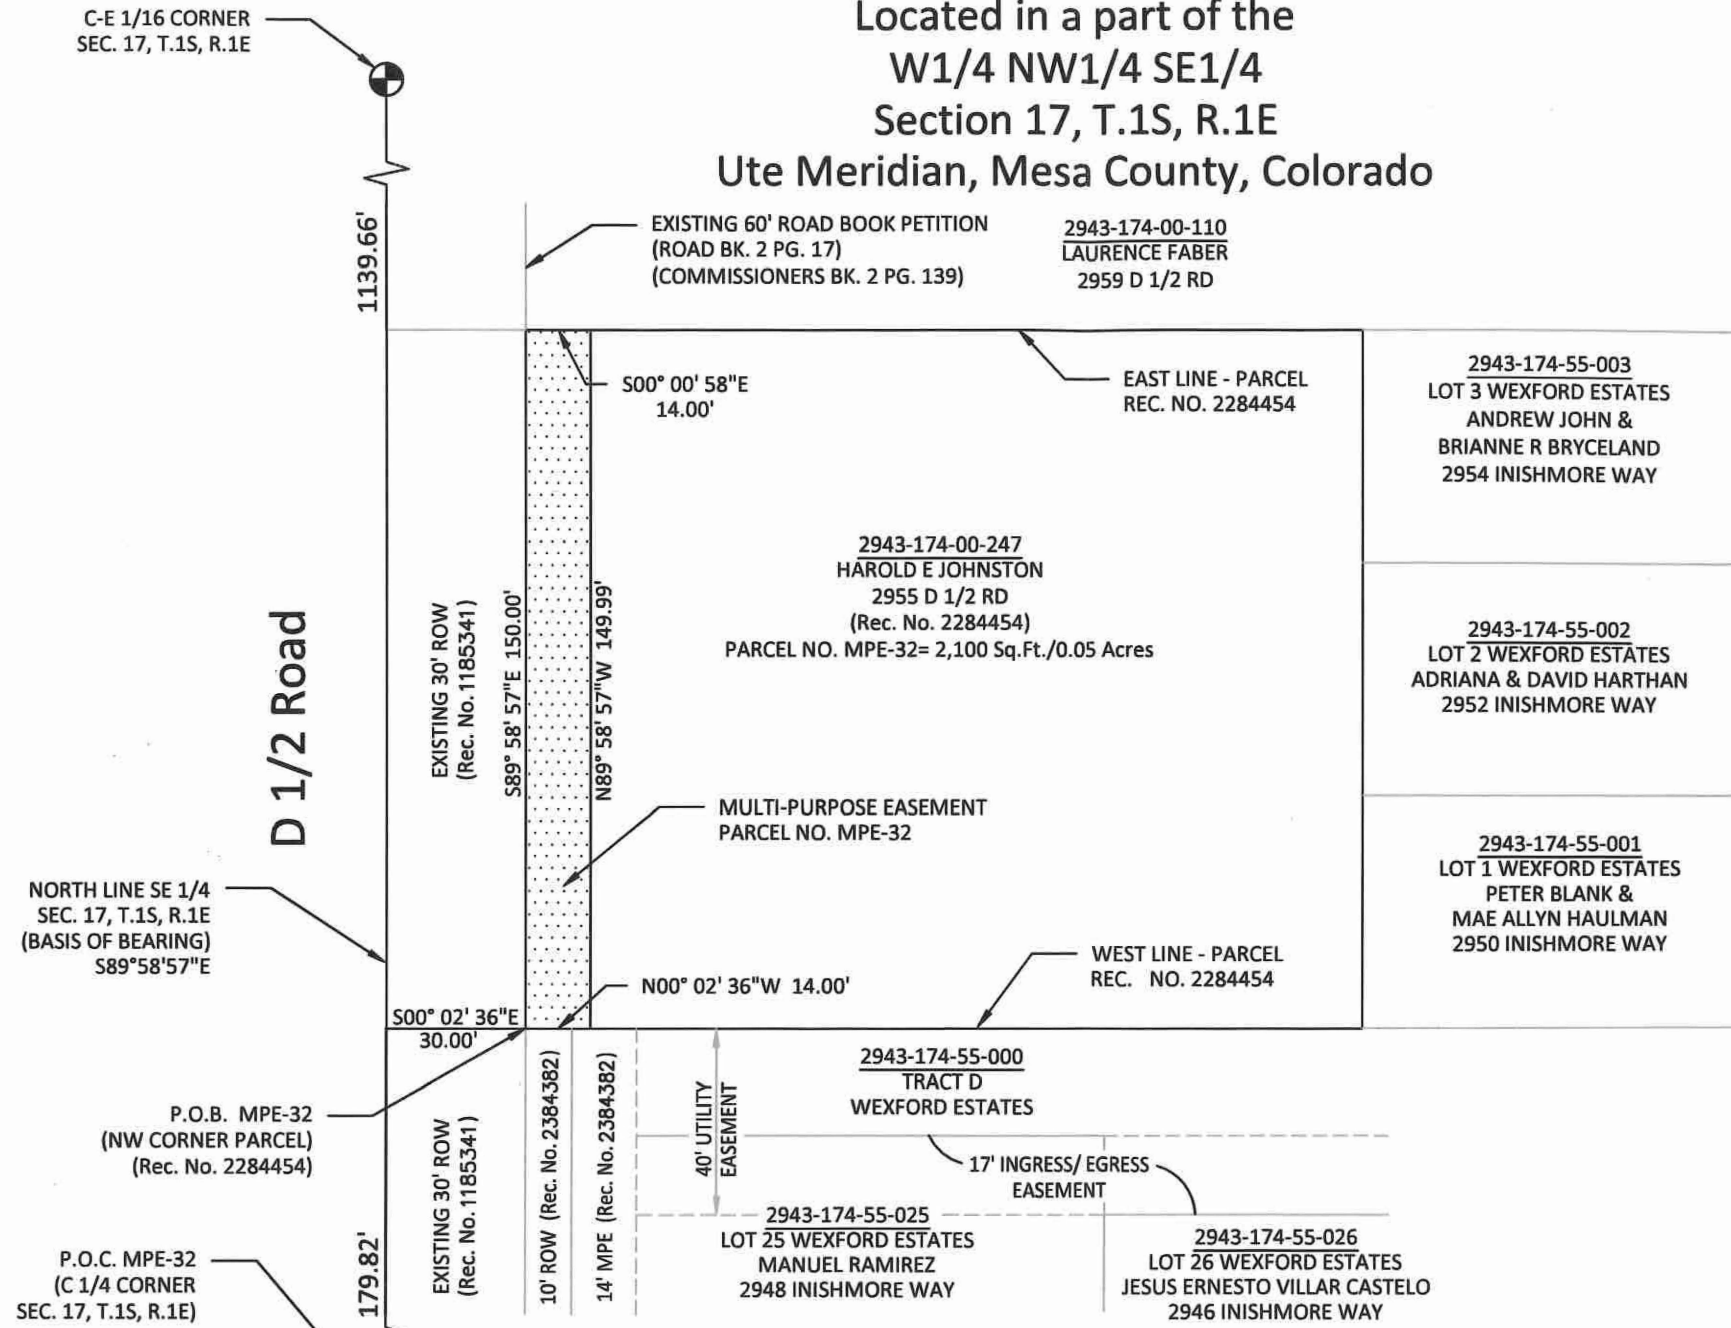 C-E 1/16 CORNER
SEC. 17, T.1S, R.1E
Located in a part of the
W1/4 NW1/4 SE1/4
Section 17, T.1S, R.1E
Ute Meridian, Mesa County, Colorado
1139.66'
EXISTING 60' ROAD BOOK PETITION
(ROAD BK. 2 PG. 17)
(COMMISSIONERS BK. 2 PG. 139)
2943-174-00-110
LAURENCE FABER
2959 D 1/2 RD
S00° 00' 58"E
14.00'
EAST LINE - PARCEL
REC. NO. 2284454
2943-174-55-003
LOT 3 WEXFORD ESTATES
ANDREW JOHN &
BRIANNE R BRYCELAND
2954 INISHMORE WAY
D 1/2 Road
EXISTING 30' ROW
(Rec. No. 1185341)
S89° 58' 57"E 150.00'
N89° 58' 57"W 149.99'
2943-174-00-247
HAROLD E JOHNSTON
2955 D 1/2 RD
(Rec. No. 2284454)
PARCEL NO. MPE-32= 2,100 Sq.Ft./0.05 Acres
2943-174-55-002
LOT 2 WEXFORD ESTATES
ADRIANA & DAVID HARTHAN
2952 INISHMORE WAY
MULTI-PURPOSE EASEMENT
PARCEL NO. MPE-32
2943-174-55-001
LOT 1 WEXFORD ESTATES
PETER BLANK &
MAE ALLYN HAULMAN
2950 INISHMORE WAY
NORTH LINE SE 1/4
SEC. 17, T.1S, R.1E
(BASIS OF BEARING)
S89°58'57"E
WEST LINE - PARCEL
REC. NO. 2284454
N00° 02' 36"W 14.00'
S00° 02' 36"E
30.00'
P.O.B. MPE-32
(NW CORNER PARCEL)
(Rec. No. 2284454)
EXISTING 30' ROW
(Rec. No. 1185341)
10' ROW (Rec. No. 2384382)
14' MPE (Rec. No. 2384382)
40' UTILITY
EASEMENT
2943-174-55-000
TRACT D
WEXFORD ESTATES
17' INGRESS/ EGRESS
EASEMENT
2943-174-55-025
LOT 25 WEXFORD ESTATES
MANUEL RAMIREZ
2948 INISHMORE WAY
2943-174-55-026
LOT 26 WEXFORD ESTATES
JESUS ERNESTO VILLAR CASTELO
2946 INISHMORE WAY
179.82'
P.O.C. MPE-32
(C 1/4 CORNER
SEC. 17, T.1S, R.1E)